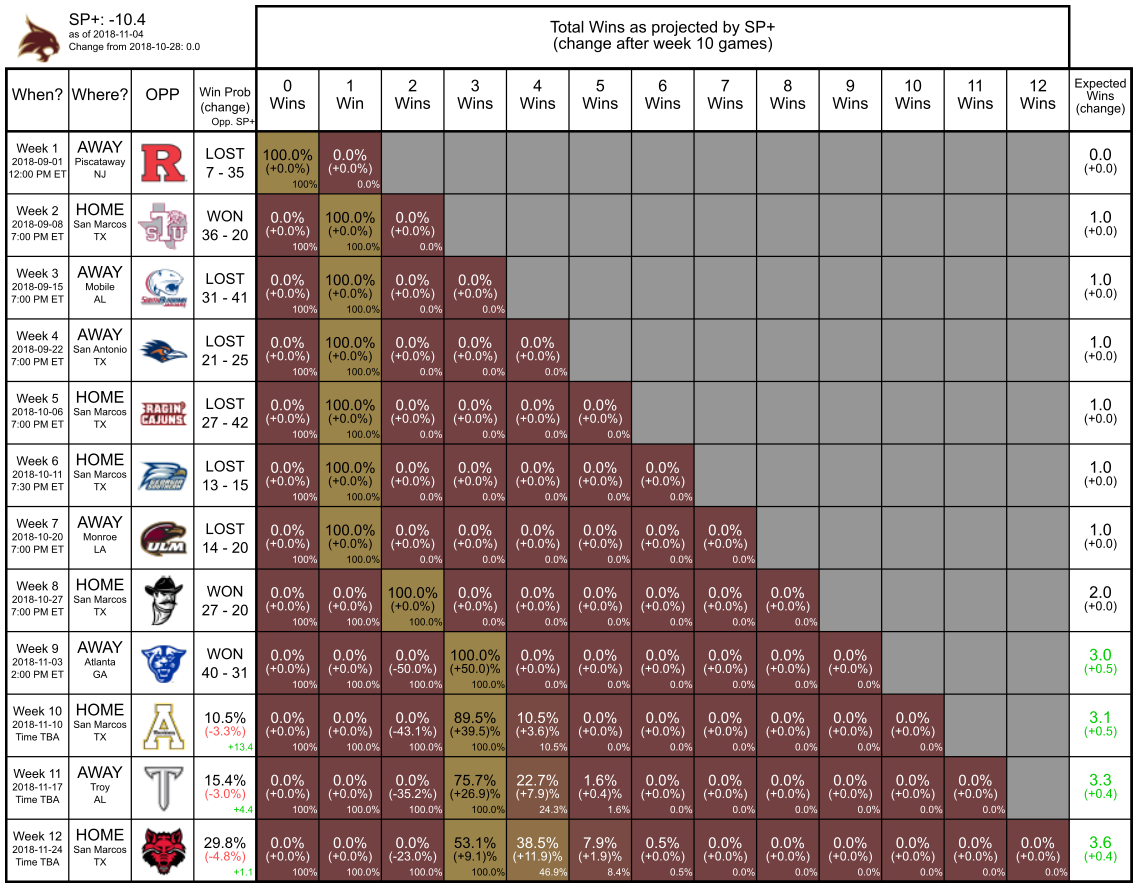 SP+: -10.4
as of 2018-11-04
Change from 2018-10-28: 0.0
Total Wins as projected by SP+
(change after week 10 games)
When? Where? OPP Win Prob 0 1 2 3 4 5 6 7 8 9 10 11 12 Expected
(change) Wins Win Wins Wins Wins Wins Wins Wins Wins Wins Wins Wins Wins Wins
Opp. SP+ (change)
Week 1 AWAY LOST 100.0% 0.0% 0.0
2018-09-01 Piscataway R 7 - 35 (+0.0%) (+0.0%) (+0.0)
12:00 PM ET NJ 100% 0.0%
Week 2 HOME WON 0.0% 100.0% 0.0% 1.0
2018-09-08 San Marcos 36 - 20 (+0.0%) (+0.0%) (+0.0%) (+0.0)
7:00 PM ET TX 100% 100.0% 0.0%
Week 3 AWAY LOST 0.0% 100.0% 0.0% 0.0% 1.0
2018-09-15 Mobile 31 - 41 (+0.0%) (+0.0%) (+0.0%) (+0.0%) (+0.0)
7:00 PM ET AL 100% 100.0% 0.0% 0.0%
Week 4 AWAY LOST 0.0% 100.0% 0.0% 0.0% 0.0% 1.0
2018-09-22 San Antonio 21 - 25 (+0.0%) (+0.0%) (+0.0%) (+0.0%) (+0.0%) (+0.0)
7:00 PM ET TX 100% 100.0% 0.0% 0.0% 0.0%
Week 5 HOME LOST 0.0% 100.0% 0.0% 0.0% 0.0% 0.0% 1.0
2018-10-06 San Marcos RAGIN' CAJUNS 27 - 42 (+0.0%) (+0.0%) (+0.0%) (+0.0%) (+0.0%) (+0.0%) (+0.0)
7:00 PM ET TX 100% 100.0% 0.0% 0.0% 0.0% 0.0%
Week 6 HOME LOST 0.0% 100.0% 0.0% 0.0% 0.0% 0.0% 0.0% 1.0
2018-10-11 San Marcos GEORGIA SOUTHERN 13 - 15 (+0.0%) (+0.0%) (+0.0%) (+0.0%) (+0.0%) (+0.0%) (+0.0%) (+0.0)
7:30 PM ET TX 100% 100.0% 0.0% 0.0% 0.0% 0.0% 0.0%
Week 7 AWAY LOST 0.0% 100.0% 0.0% 0.0% 0.0% 0.0% 0.0% 0.0% 1.0
2018-10-20 Monroe ULM 14 - 20 (+0.0%) (+0.0%) (+0.0%) (+0.0%) (+0.0%) (+0.0%) (+0.0%) (+0.0%) (+0.0)
7:00 PM ET LA 100% 100.0% 0.0% 0.0% 0.0% 0.0% 0.0% 0.0%
Week 8 HOME WON 0.0% 0.0% 100.0% 0.0% 0.0% 0.0% 0.0% 0.0% 0.0% 2.0
2018-10-27 San Marcos 27 - 20 (+0.0%) (+0.0%) (+0.0%) (+0.0%) (+0.0%) (+0.0%) (+0.0%) (+0.0%) (+0.0%) (+0.0)
7:00 PM ET TX 100% 100.0% 100.0% 0.0% 0.0% 0.0% 0.0% 0.0% 0.0%
Week 9 AWAY WON 0.0% 0.0% 0.0% 100.0% 0.0% 0.0% 0.0% 0.0% 0.0% 0.0% 3.0
2018-11-03 Atlanta 40 - 31 (+0.0%) (+0.0%) (-50.0%) (+50.0)% (+0.0%) (+0.0%) (+0.0%) (+0.0%) (+0.0%) (+0.0%) (+0.5)
2:00 PM ET GA 100% 100.0% 100.0% 100.0% 0.0% 0.0% 0.0% 0.0% 0.0% 0.0%
Week 10 HOME 10.5% 0.0% 0.0% 0.0% 89.5% 10.5% 0.0% 0.0% 0.0% 0.0% 0.0% 0.0% 3.1
2018-11-10 San Marcos A (-3.3%) (+0.0%) (+0.0%) (-43.1%) (+39.5)% (+3.6)% (+0.0%) (+0.0%) (+0.0%) (+0.0%) (+0.0%) (+0.0%) (+0.5)
Time TBA TX +13.4 100% 100.0% 100.0% 100.0% 10.5% 0.0% 0.0% 0.0% 0.0% 0.0% 0.0%
Week 11 AWAY 15.4% 0.0% 0.0% 0.0% 75.7% 22.7% 1.6% 0.0% 0.0% 0.0% 0.0% 0.0% 0.0% 3.3
2018-11-17 Troy T (-3.0%) (+0.0%) (+0.0%) (-35.2%) (+26.9)% (+7.9)% (+0.4)% (+0.0%) (+0.0%) (+0.0%) (+0.0%) (+0.0%) (+0.0%) (+0.4)
Time TBA AL +4.4 100% 100.0% 100.0% 100.0% 24.3% 1.6% 0.0% 0.0% 0.0% 0.0% 0.0% 0.0%
Week 12 HOME 29.8% 0.0% 0.0% 0.0% 53.1% 38.5% 7.9% 0.5% 0.0% 0.0% 0.0% 0.0% 0.0% 0.0% 3.6
2018-11-24 San Marcos (-4.8%) (+0.0%) (+0.0%) (-23.0%) (+9.1)% (+11.9)% (+1.9)% (+0.0%) (+0.0%) (+0.0%) (+0.0%) (+0.0%) (+0.0%) (+0.0%) (+0.4)
Time TBA TX +1.1 100% 100.0% 100.0% 100.0% 46.9% 8.4% 0.5% 0.0% 0.0% 0.0% 0.0% 0.0% 0.0%